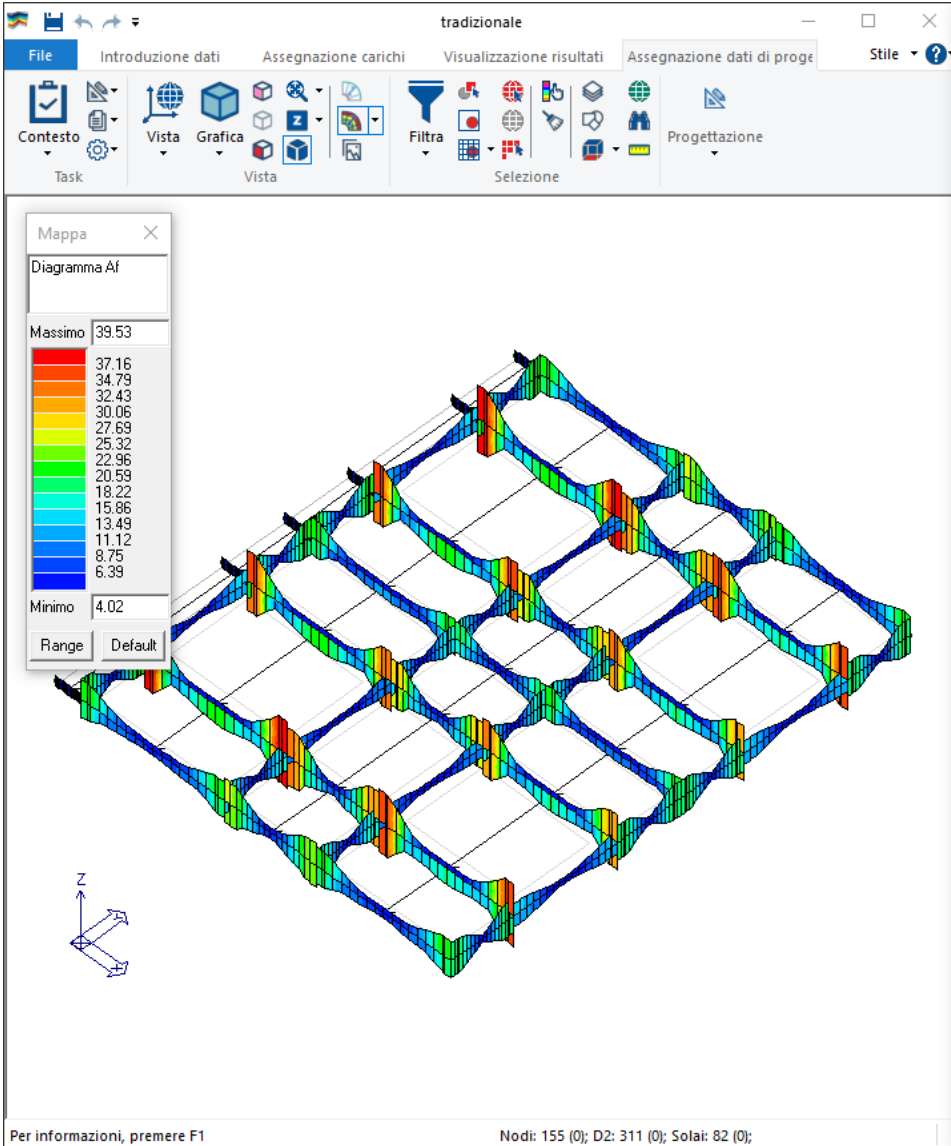 tradizionale
File Introduzione dati Assegnazione carichi Visualizzazione risultati Assegnazione dati di proge Stile ?
Contesto Vista Grafica Z Filtra Progettazione
Task Vista Selezione
Mappa
Diagramma Af
Massimo 39.53
37.16
34.79
32.43
30.06
27.69
25.32
22.96
20.59
18.22
15.86
13.49
11.12
8.75
6.39
Minimo 4.02
Range Default
Z
Per informazioni, premere F1 Nodi: 155 (0); D2: 311 (0); Solai: 82 (0);